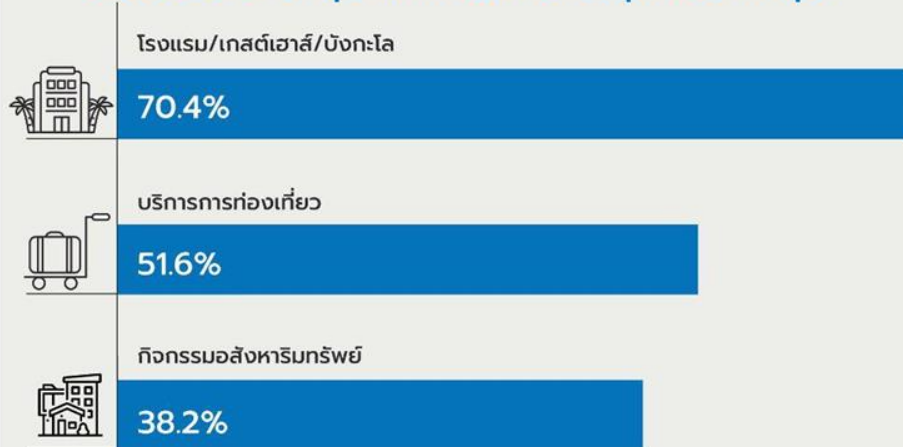 โรงแรม/เกสต์เฮาส์/บังกะโล
70.4%
บริการการท่องเที่ยว
51.6%
กิจกรรมอสังหาริมทรัพย์
38.2%